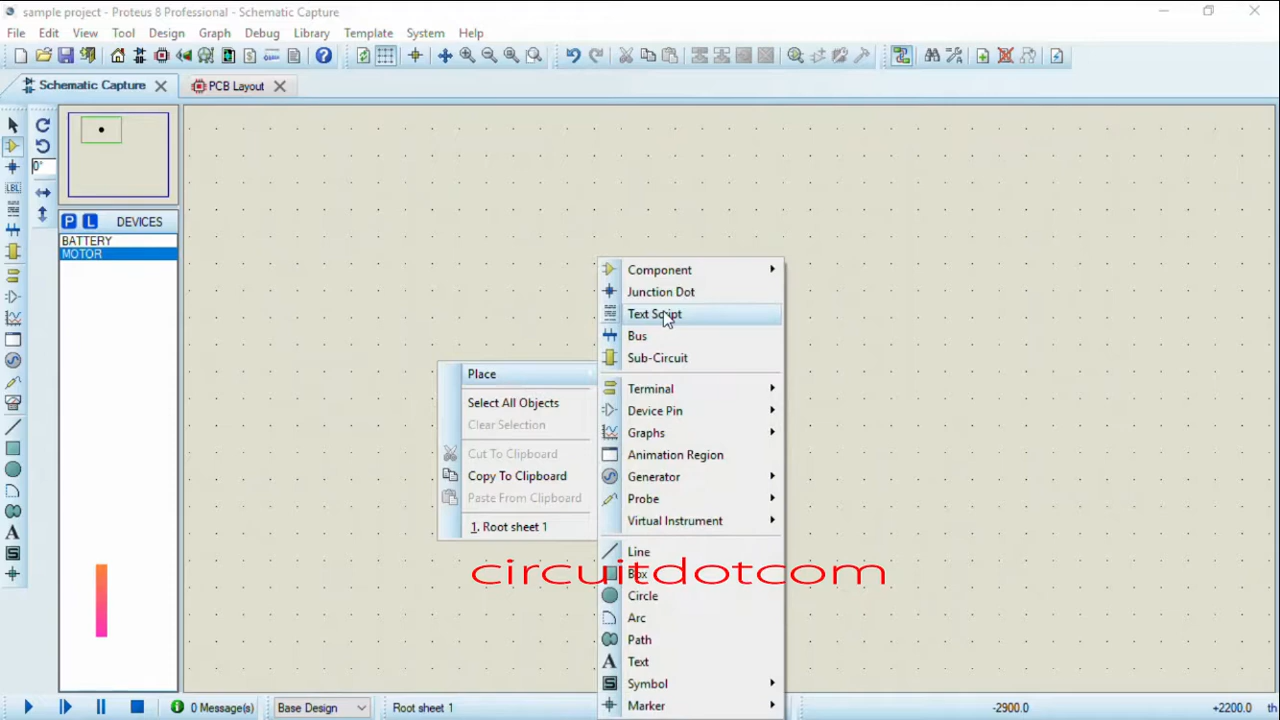 sample project - Proteus 8 Professional - Schematic Capture
File Edit View Tool Design Graph Debug Library Template System Help
Schematic Capture
PCB Layout
0°
LBL
P L DEVICES
BATTERY
MOTOR
Component
Junction Dot
Text Script
Bus
Sub-Circuit
Terminal
Device Pin
Graphs
Animation Region
Generator
Probe
Virtual Instrument
Line
Box
Circle
Arc
Path
A Text
S Symbol
Marker
Place
Select All Objects
Clear Selection
Cut To Clipboard
Copy To Clipboard
Paste From Clipboard
1. Root sheet 1
circuitdotcom
A
S
0 Message(s)
Base Design
Root sheet 1
-2900.0
+2200.0
th